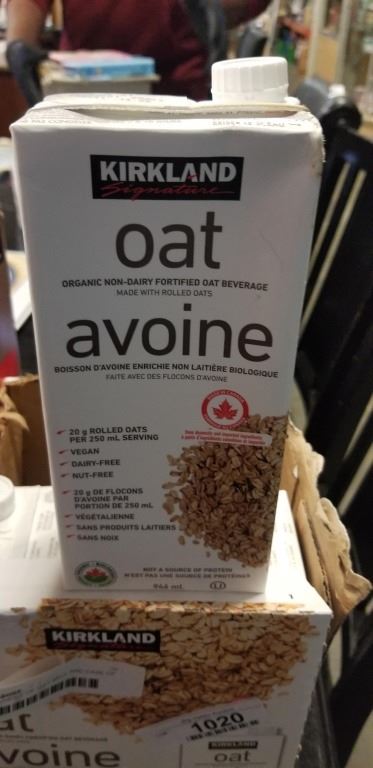 KIRKLAND
Signature
oat
ORGANIC NON-DAIRY FORTIFIED OAT BEVERAGE
MADE WITH ROLLED OATS
avoine
BOISSON D'AVOINE ENRICHIE NON LAITIÈRE BIOLOGIQUE
FAITE AVEC DES FLOCONS D'AVOINE
20 g ROLLED OATS
PER 250 mL SERVING
VEGAN
DAIRY-FREE
NUT-FREE
20 g DE FLOCONS
D'AVOINE PAR
PORTION DE 250 mL
VÉGÉTALIENNE
SANS PRODUITS LAITIERS
SANS NOIX
NOT A SOURCE OF PROTEIN
N'EST PAS UNE SOURCE DE PROTÉINES
946 mL
KIRKLAND
Signature
1020
KIRKLAND
oat